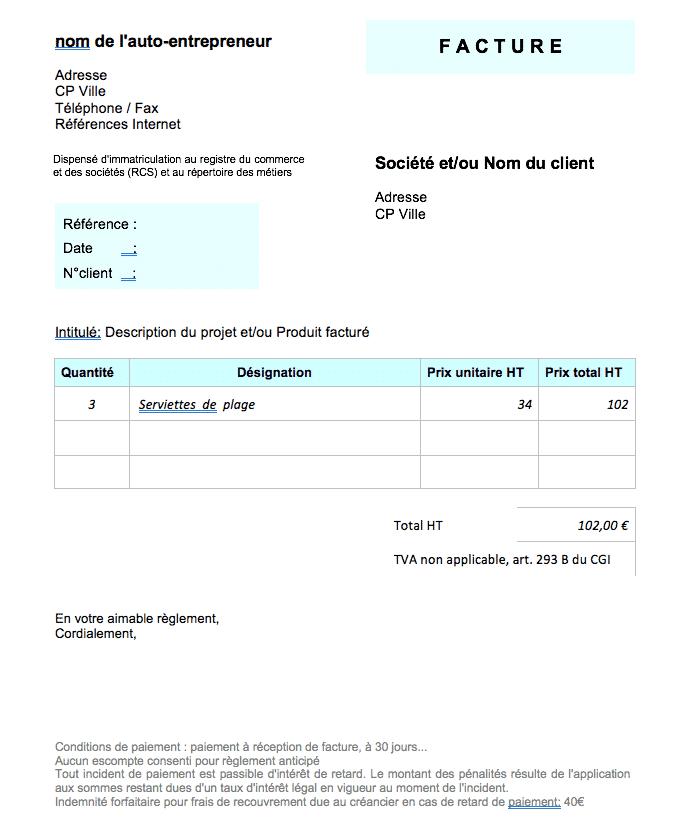 nom de l'auto-entrepreneur
FACTURE
Adresse
CP Ville
Téléphone / Fax
Références Internet
Dispensé d'immatriculation au registre du commerce
et des sociétés (RCS) et au répertoire des métiers
Société et/ou Nom du client
Adresse
CP Ville
Référence :
Date :
N°client :
Intitulé: Description du projet et/ou Produit facturé
Quantité Désignation Prix unitaire HT Prix total HT
3 Serviettes de plage 34 102
Total HT 102,00 €
TVA non applicable, art. 293 B du CGI
En votre aimable règlement,
Cordialement,
Conditions de paiement : paiement à réception de facture, à 30 jours...
Aucun escompte consenti pour règlement anticipé
Tout incident de paiement est passible d'intérêt de retard. Le montant des pénalités résulte de l'application
aux sommes restant dues d'un taux d'intérêt légal en vigueur au moment de l'incident.
Indemnité forfaitaire pour frais de recouvrement due au créancier en cas de retard de paiement: 40€